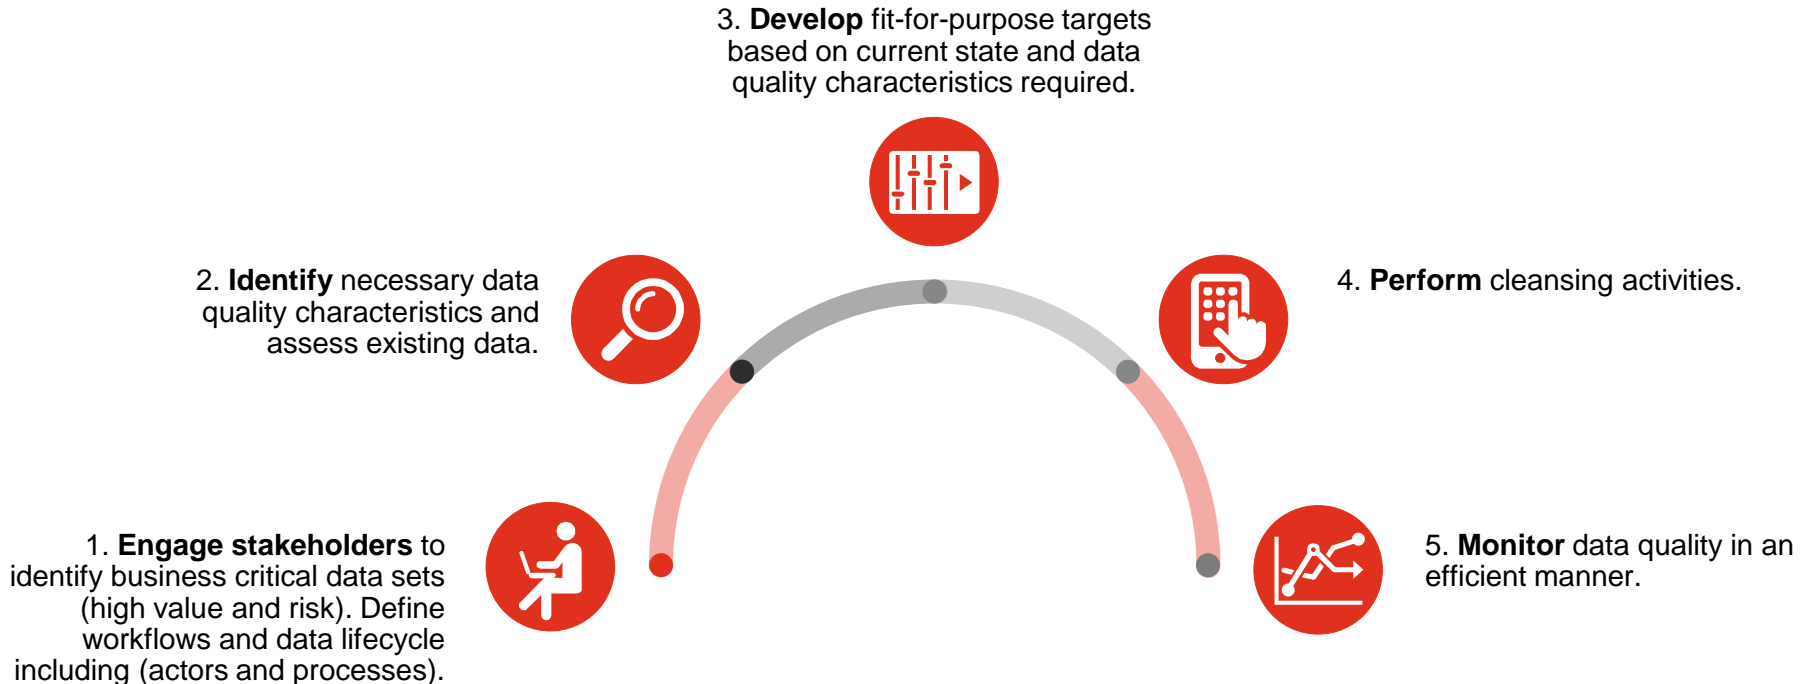 1. Engage stakeholders to
identify business critical data sets
(high value and risk). Define
workflows and data lifecycle
including (actors and processes).
2. Identify necessary data
quality characteristics and
assess existing data.
3. Develop fit-for-purpose targets
based on current state and data
quality characteristics required.
4. Perform cleansing activities.
5. Monitor data quality in an
efficient manner.